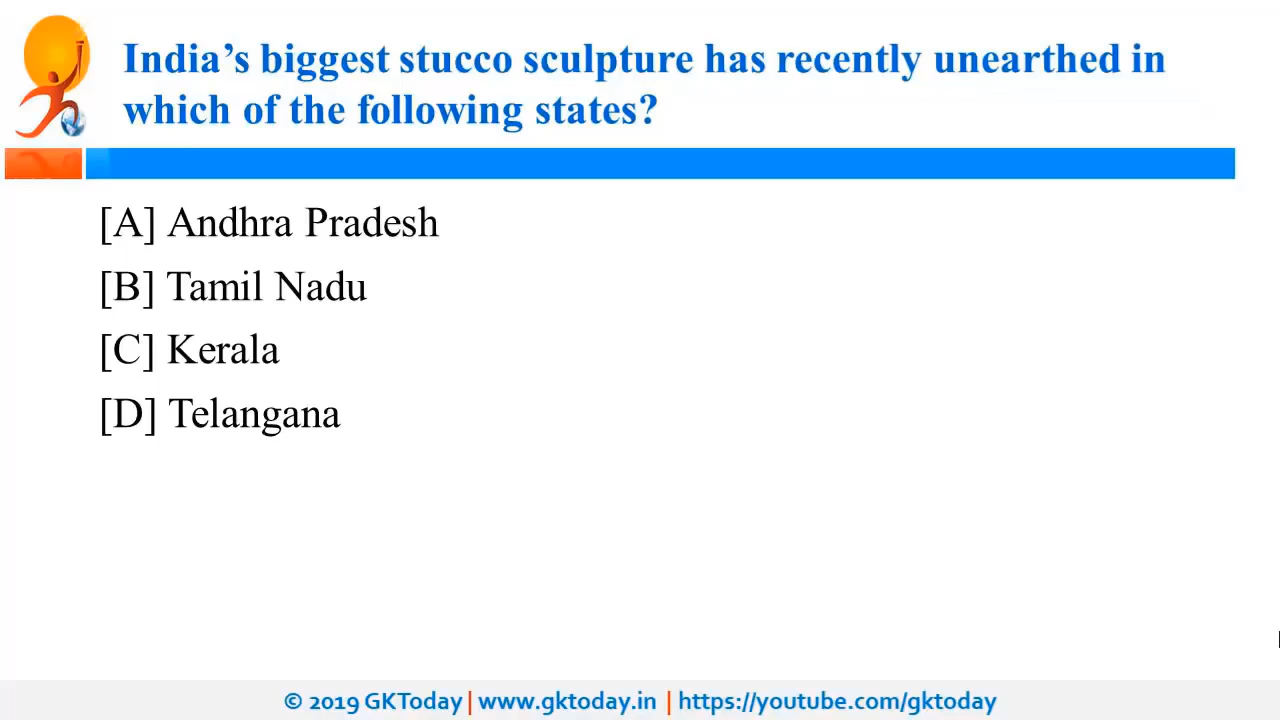 India’s biggest stucco sculpture has recently unearthed in
which of the following states?
[A] Andhra Pradesh
[B] Tamil Nadu
[C] Kerala
[D] Telangana
© 2019 GKToday | www.gktoday.in | https://youtube.com/gktoday